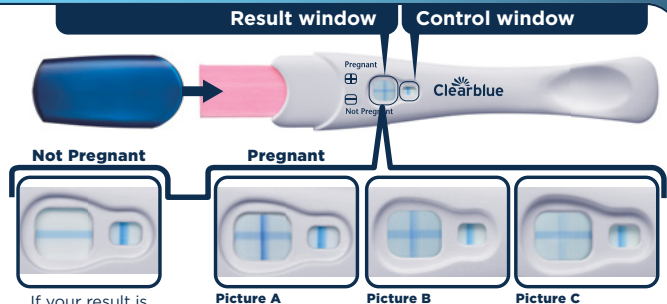 Result window
Control window
Pregnant
Not Pregnant
Clearblue
Not Pregnant
Pregnant
If your result is
Picture A
Picture B
Picture C